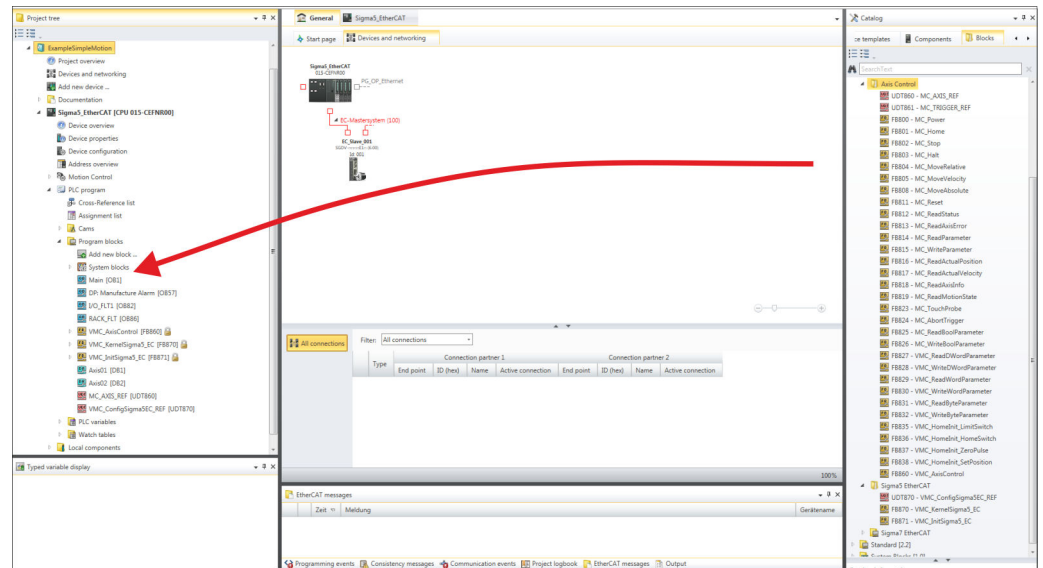 Project tree
ExampleSimpleMotion
Project overview
Devices and networking
Add new device ...
Documentation
Sigma5_EtherCAT [CPU 015-CEFNR00]
Device overview
Device properties
Device configuration
Address overview
Motion Control
PLC program
Cross-Reference list
Assignment list
Cams
Program blocks
Add new block ...
System blocks
Main [OB1]
DP: Manufacture Alarm [OB57]
I/O_FLT1 [OB82]
RACK_FLT [OB86]
VMC_AxisControl [FB860]
VMC_KernelSigma5_EC [FB870]
VMC_InitSigma5_EC [FB871]
Axis01 [DB1]
Axis02 [DB2]
MC_AXIS_REF [UDT860]
VMC_ConfigSigma5EC_REF [UDT870]
PLC variables
Watch tables
Local components
Typed variable display
General Sigma5_EtherCAT
Start page Devices and networking
Sigma5_EtherCAT
015-CEFNR00
PG_OP_Ethernet
EC-Mastersystem (100)
EC_Slave_001
All connections
Filter: All connections
Connection partner 1 Connection partner 2
Type End point ID (hex) Name Active connection End point ID (hex) Name Active connection
100%
EtherCAT messages
Zeit Meldung Gerätename
Programming events Consistency messages Communication events Project logbook EtherCAT messages Output
Catalog
ce templates Components Blocks
SearchText
Axis Control
UDT860 - MC_AXIS_REF
UDT861 - MC_TRIGGER_REF
FB800 - MC_Power
FB801 - MC_Home
FB802 - MC_Stop
FB803 - MC_Halt
FB804 - MC_MoveRelative
FB805 - MC_MoveVelocity
FB808 - MC_MoveAbsolute
FB811 - MC_Reset
FB812 - MC_ReadStatus
FB813 - MC_ReadAxisError
FB814 - MC_ReadParameter
FB815 - MC_WriteParameter
FB816 - MC_ReadActualPosition
FB817 - MC_ReadActualVelocity
FB818 - MC_ReadAxisInfo
FB819 - MC_ReadMotionState
FB823 - MC_TouchProbe
FB824 - MC_AbortTrigger
FB825 - MC_ReadBoolParameter
FB826 - MC_WriteBoolParameter
FB827 - VMC_ReadDWordParameter
FB828 - VMC_WriteDWordParameter
FB829 - VMC_ReadWordParameter
FB830 - VMC_WriteWordParameter
FB831 - VMC_ReadByteParameter
FB832 - VMC_WriteByteParameter
FB835 - VMC_HomeInit_LimitSwitch
FB836 - VMC_HomeInit_HomeSwitch
FB837 - VMC_HomeInit_ZeroPulse
FB838 - VMC_HomeInit_SetPosition
FB860 - VMC_AxisControl
Sigma5 EtherCAT
UDT870 - VMC_ConfigSigma5EC_REF
FB870 - VMC_KernelSigma5_EC
FB871 - VMC_InitSigma5_EC
Sigma7 EtherCAT
Standard [2.2]